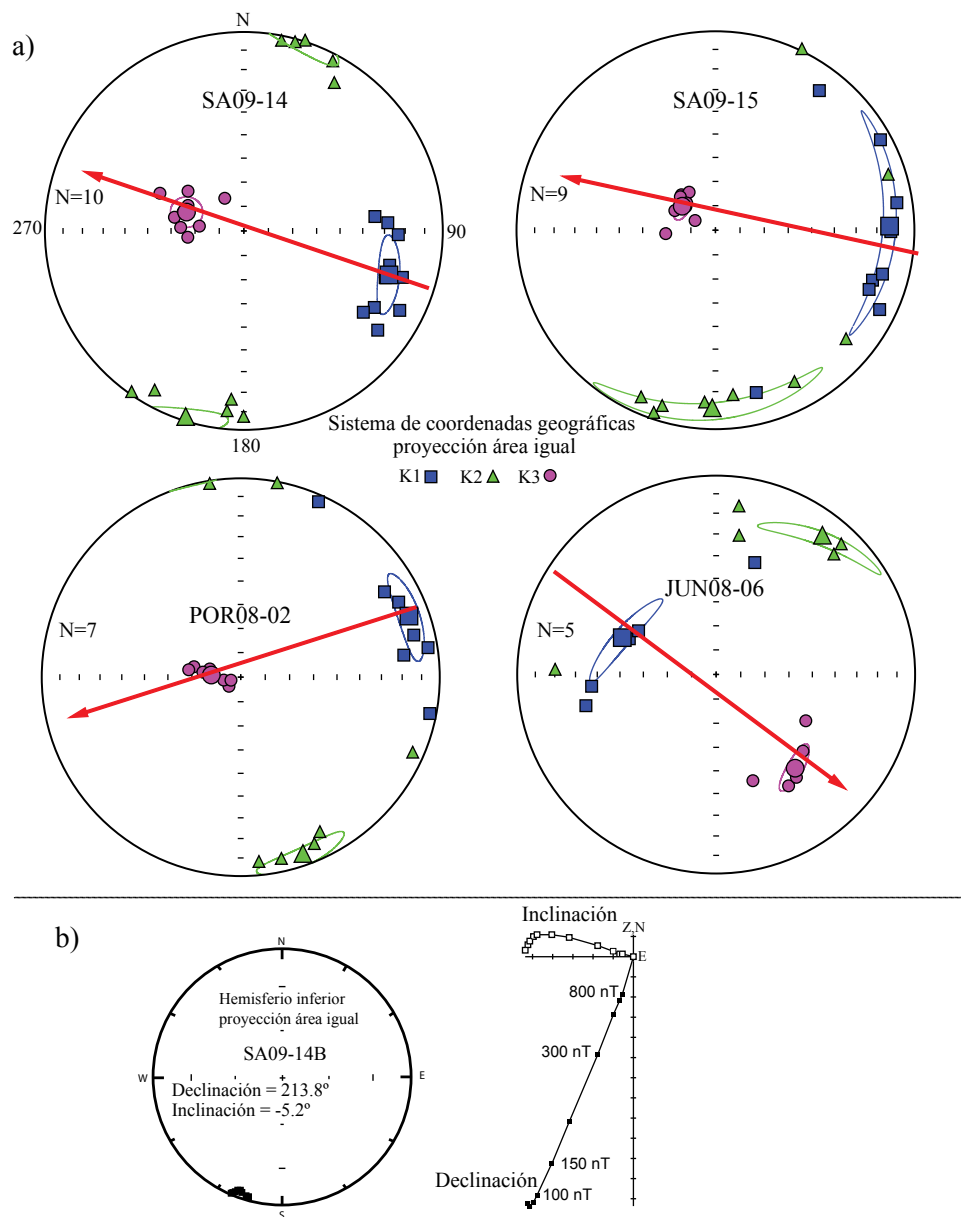 a)
N
SA09-14
N=10
270
90
180
SA09-15
N=9
Sistema de coordenadas geográficas
proyección área igual
K1 K2 K3
POR08-02
N=7
JUN08-06
N=5
b)
N
Hemisferio inferior
proyección área igual
SA09-14B
W
E
Declinación = 213.8º
Inclinación = -5.2º
S
Inclinación
Z,N
E
800 nT
300 nT
150 nT
Declinación
100 nT